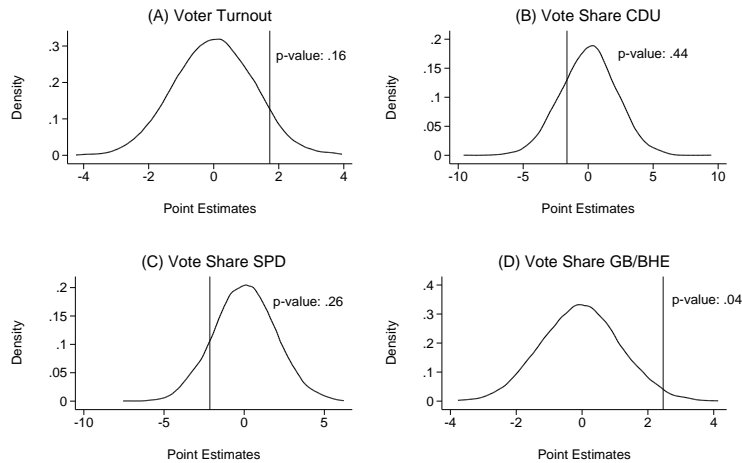 (A) Voter Turnout
p-value: .16
Density
.3
.2
.1
0
-4 -2 0 2 4
Point Estimates
(B) Vote Share CDU
p-value: .44
Density
.2
.15
.1
.05
0
-10 -5 0 5 10
Point Estimates
(C) Vote Share SPD
p-value: .26
Density
.2
.15
.1
.05
0
-10 -5 0 5
Point Estimates
(D) Vote Share GB/BHE
p-value: .04
Density
.4
.3
.2
.1
0
-4 -2 0 2 4
Point Estimates